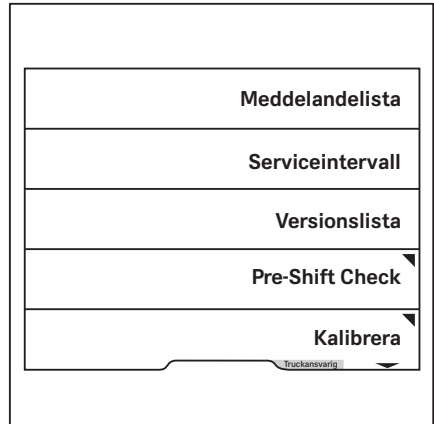 Meddelandelista
Serviceintervall
Versionslista
Pre-Shift Check
Kalibrera
Truckansvarig